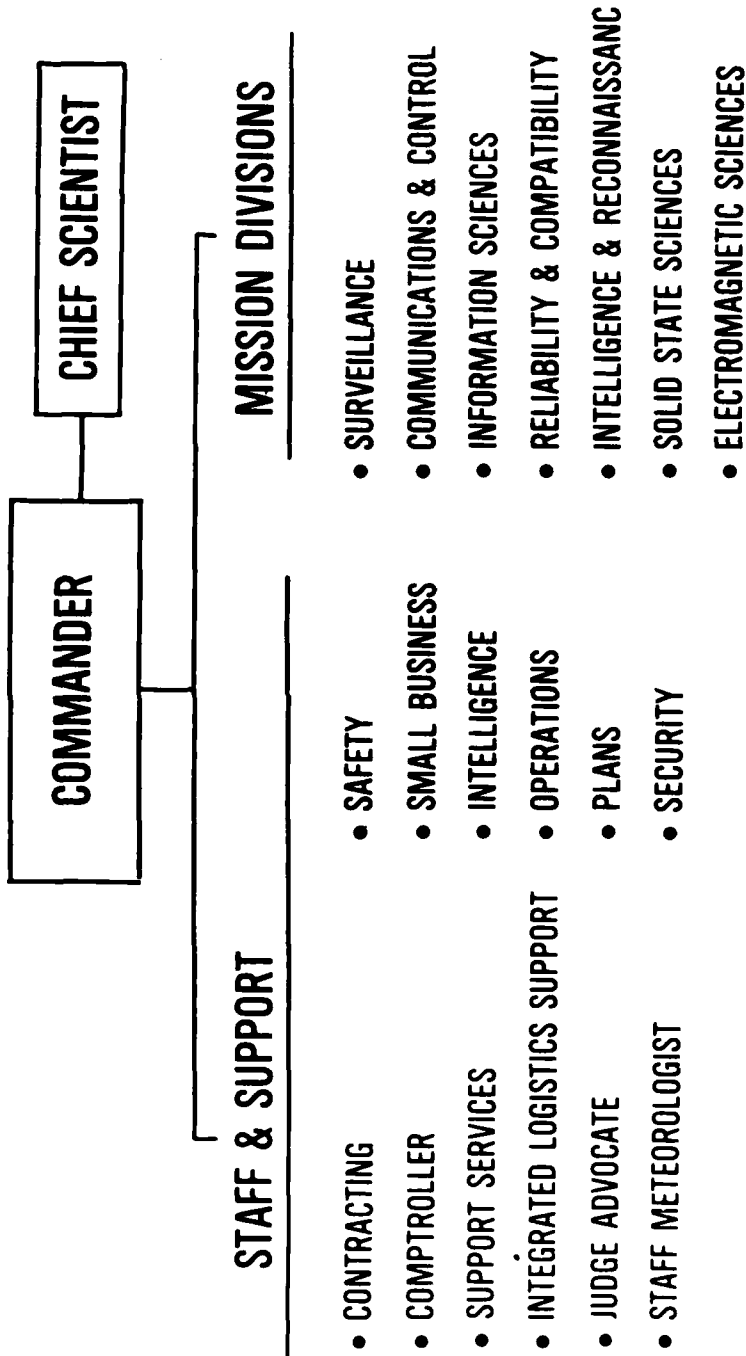 COMMANDER
CHIEF SCIENTIST
STAFF & SUPPORT
• CONTRACTING
• COMPTROLLER
• SUPPORT SERVICES
• INTEGRATED LOGISTICS SUPPORT
• JUDGE ADVOCATE
• STAFF METEOROLOGIST
• SAFETY
• SMALL BUSINESS
• INTELLIGENCE
• OPERATIONS
• PLANS
• SECURITY
MISSION DIVISIONS
• SURVEILLANCE
• COMMUNICATIONS & CONTROL
• INFORMATION SCIENCES
• RELIABILITY & COMPATIBILITY
• INTELLIGENCE & RECONNAISSANC
• SOLID STATE SCIENCES
• ELECTROMAGNETIC SCIENCES